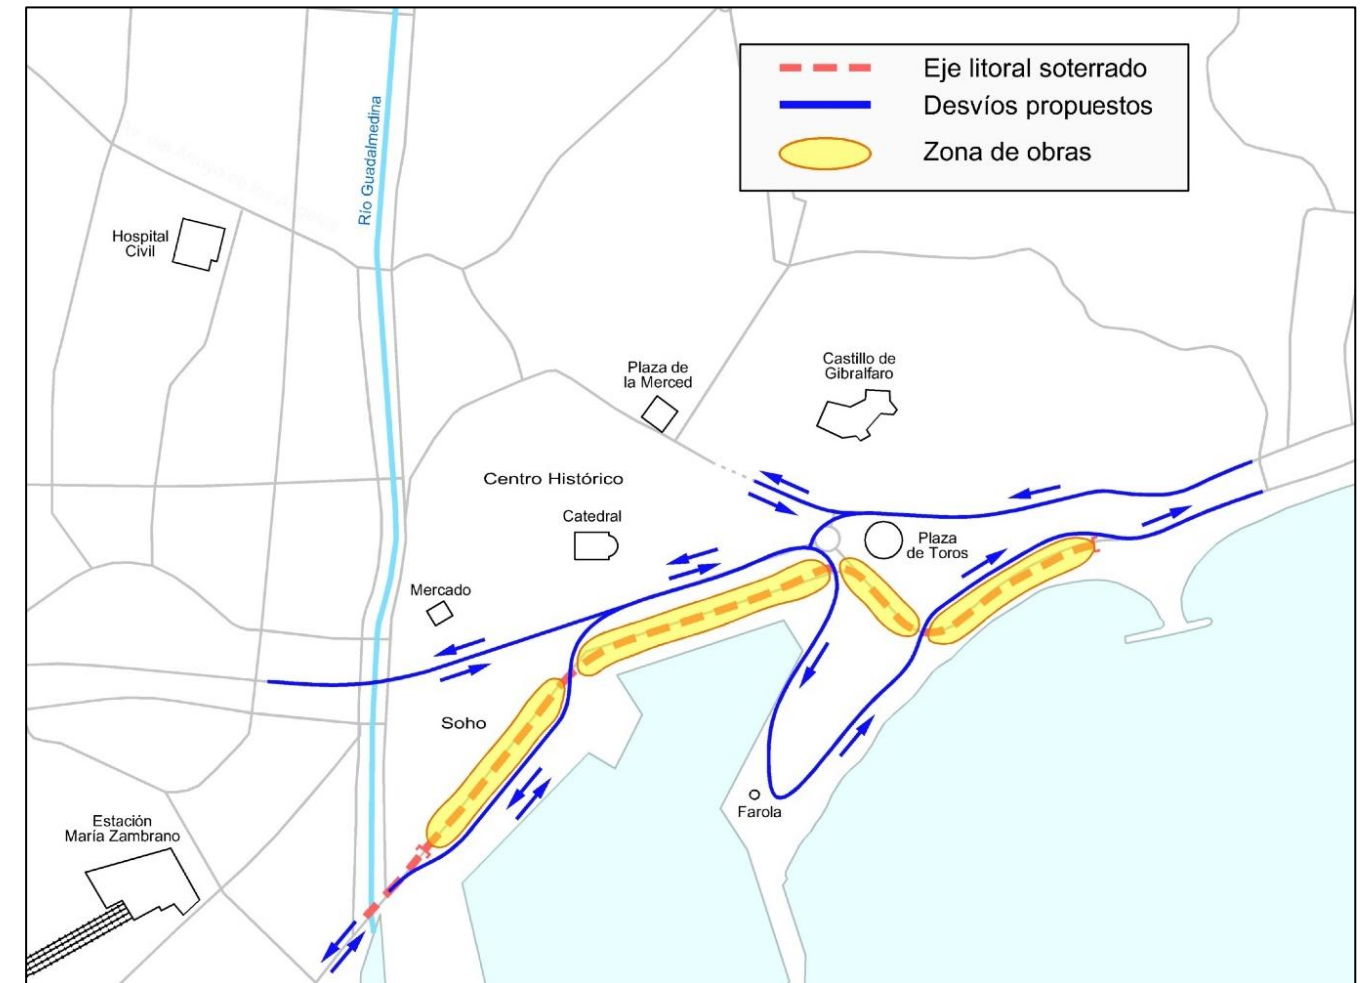 Eje litoral soterrado
Desvíos propuestos
Zona de obras
Río Guadalmedina
Hospital
Civil
Plaza de
la Merced
Castillo de
Gibralfaro
Centro Histórico
Catedral
Plaza
de Toros
Mercado
Soho
Farola
Estación
María Zambrano